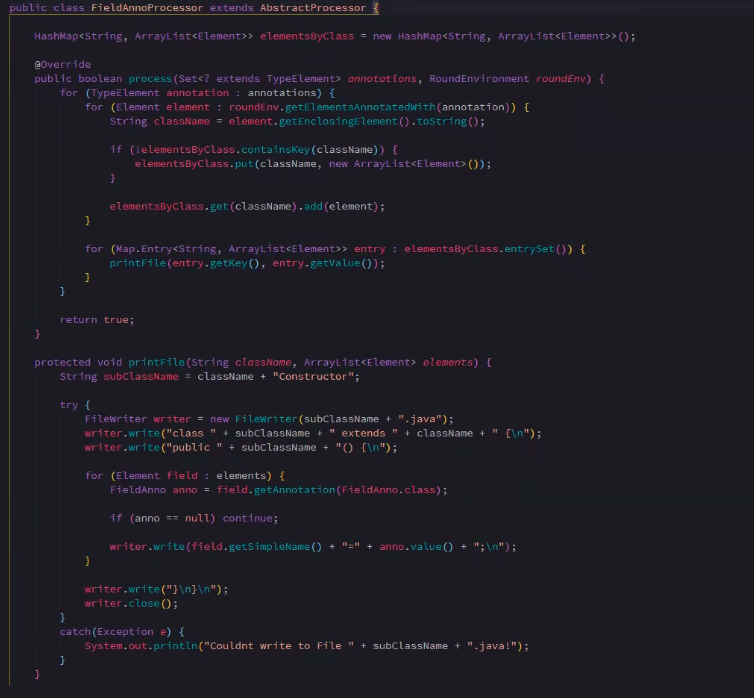 public class FieldAnnoProcessor extends AbstractProcessor {
HashMap<String, ArrayList<Element>> elementsByClass = new HashMap<String, ArrayList<Element>>();
@Override
public boolean process(Set<? extends TypeElement> annotations, RoundEnvironment roundEnv) {
for (TypeElement annotation : annotations) {
for (Element element : roundEnv.getElementsAnnotatedWith(annotation)) {
String className = element.getEnclosingElement().toString();
if (!elementsByClass.containsKey(className)) {
elementsByClass.put(className, new ArrayList<Element>());
}
elementsByClass.get(className).add(element);
}
for (Map.Entry<String, ArrayList<Element>> entry : elementsByClass.entrySet()) {
printFile(entry.getKey(), entry.getValue());
}
}
return true;
}
protected void printFile(String className, ArrayList<Element> elements) {
String subClassName = className + "Constructor";
try {
FileWriter writer = new FileWriter(subClassName + ".java");
writer.write("class " + subClassName + " extends " + className + " {\n");
writer.write("public " + subClassName + "() {\n");
for (Element field : elements) {
FieldAnno anno = field.getAnnotation(FieldAnno.class);
if (anno == null) continue;
writer.write(field.getSimpleName() + "=" + anno.value() + ";\n");
}
writer.write("}\n}\n");
writer.close();
}
catch(Exception e) {
System.out.println("Couldnt write to File " + subClassName + ".java!");
}
}